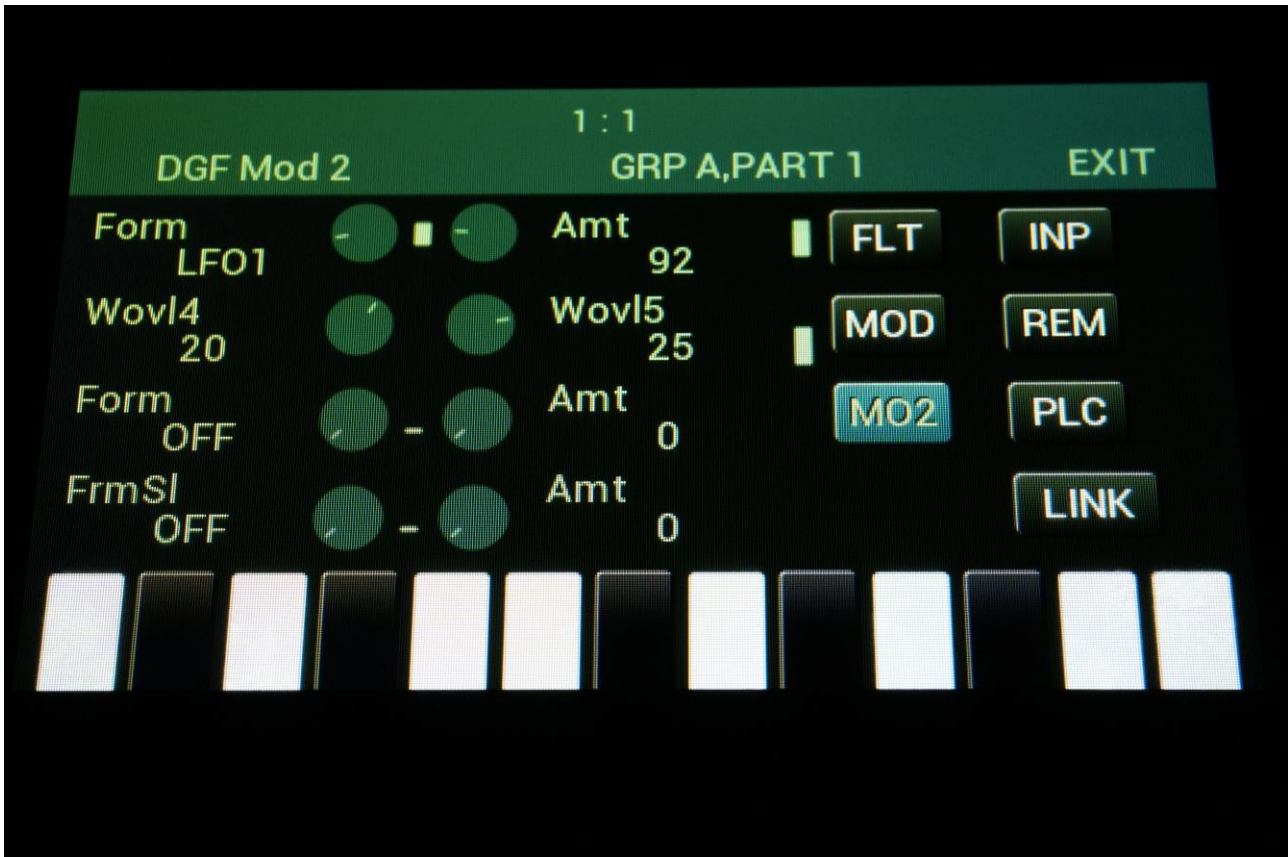 1 : 1
DGF Mod 2 GRP A,PART 1 EXIT
Form Amt FLT INP
LFO1 92
Wovl4 Wovl5 MOD REM
20 25
Form Amt MO2 PLC
OFF 0
FrmSl Amt LINK
OFF 0